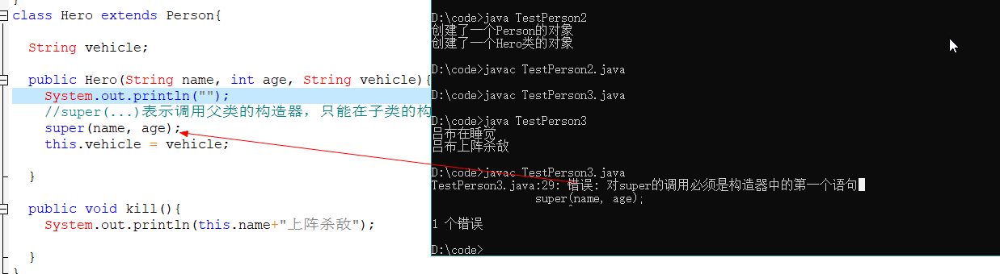 }
class Hero extends Person{
String vehicle;
public Hero(String name, int age, String vehicle){
System.out.println("");
//super(...)表示调用父类的构造器，只能在子类的构
super(name, age);
this.vehicle = vehicle;
}
public void kill(){
System.out.println(this.name+"上阵杀敌");
}
}
D:\code>java TestPerson2
创建了一个Person的对象
创建了一个Hero类的对象
D:\code>javac TestPerson2.java
D:\code>javac TestPerson3.java
D:\code>java TestPerson3
吕布在睡觉
吕布上阵杀敌
D:\code>javac TestPerson3.java
TestPerson3.java:29: 错误: 对super的调用必须是构造器中的第一个语句
super(name, age);
^
1 个错误
D:\code>